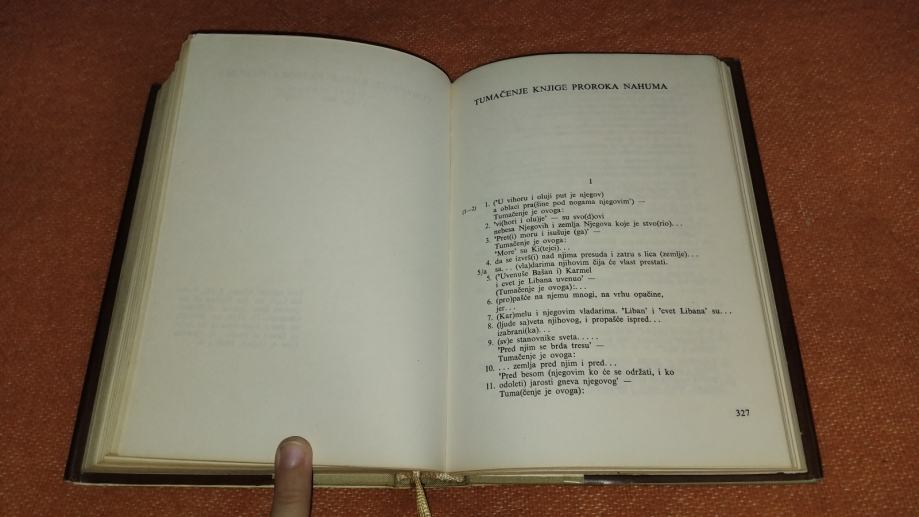 TUMAČENJE KNJIGE PROROKA NAHUMA
1
(1—2) 1. ('U vihoru i oluji put je njegov)
a oblaci pra(šine pod nogama njegovim') —
Tumačenje je ovoga:
2. 'vi(hori i olu)je' — su svo(d)ovi
nebesa Njegovih i zemlja Njegova koje je stvo(rio)...
3. 'Pret(i) moru i isušuje (ga)' —
Tumačenje je ovoga:
'More' su Ki(tejci)...
4. da se izvrš(i) nad njima presuda i zatru s lica (zemlje)...
5,/a sa... (vla)darima njihovim čija će vlast prestati.
5. ('Uvenuše Bašan i) Karmel
i cvet je Libana uvenuo' —
(Tumačenje je ovoga):...
6. (pro)pašće na njemu mnogi, na vrhu opačine,
jer...
7. (Kar)melu i njegovim vladarima. 'Liban' i 'cvet Libana' su...
8. (ljude sa)veta njihovog, i propašće ispred...
izabrani(ka)...
9. (sv)e stanovnike sveta.....
'Pred njim se brda tresu' —
Tumačenje je ovoga:
10. ... zemlja pred njim i pred...
'Pred besom (njegovim ko će se održati, i ko
11. odoleti) jarosti gneva njegovog' —
Tuma(čenje je ovoga):
327